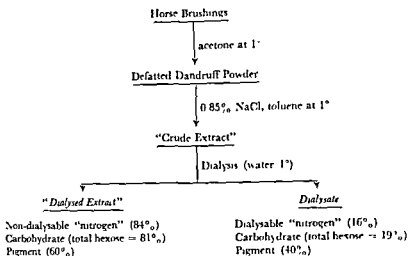 Horse Brushings
acetone at 1°
Defatted Dandruff Powder
0 85% NaCl, toluene at 1°
"Crude Extract"
Dialysis (water 1°)
"Dialysed Extract"
Non-dialysable "nitrogen" (84%)
Carbohydrate (total hexose = 81%)
Pigment (60%)
Dialysate
Dialysable "nitrogen" (16%)
Carbohydrate (total hexose = 19%)
Pigment (40%)